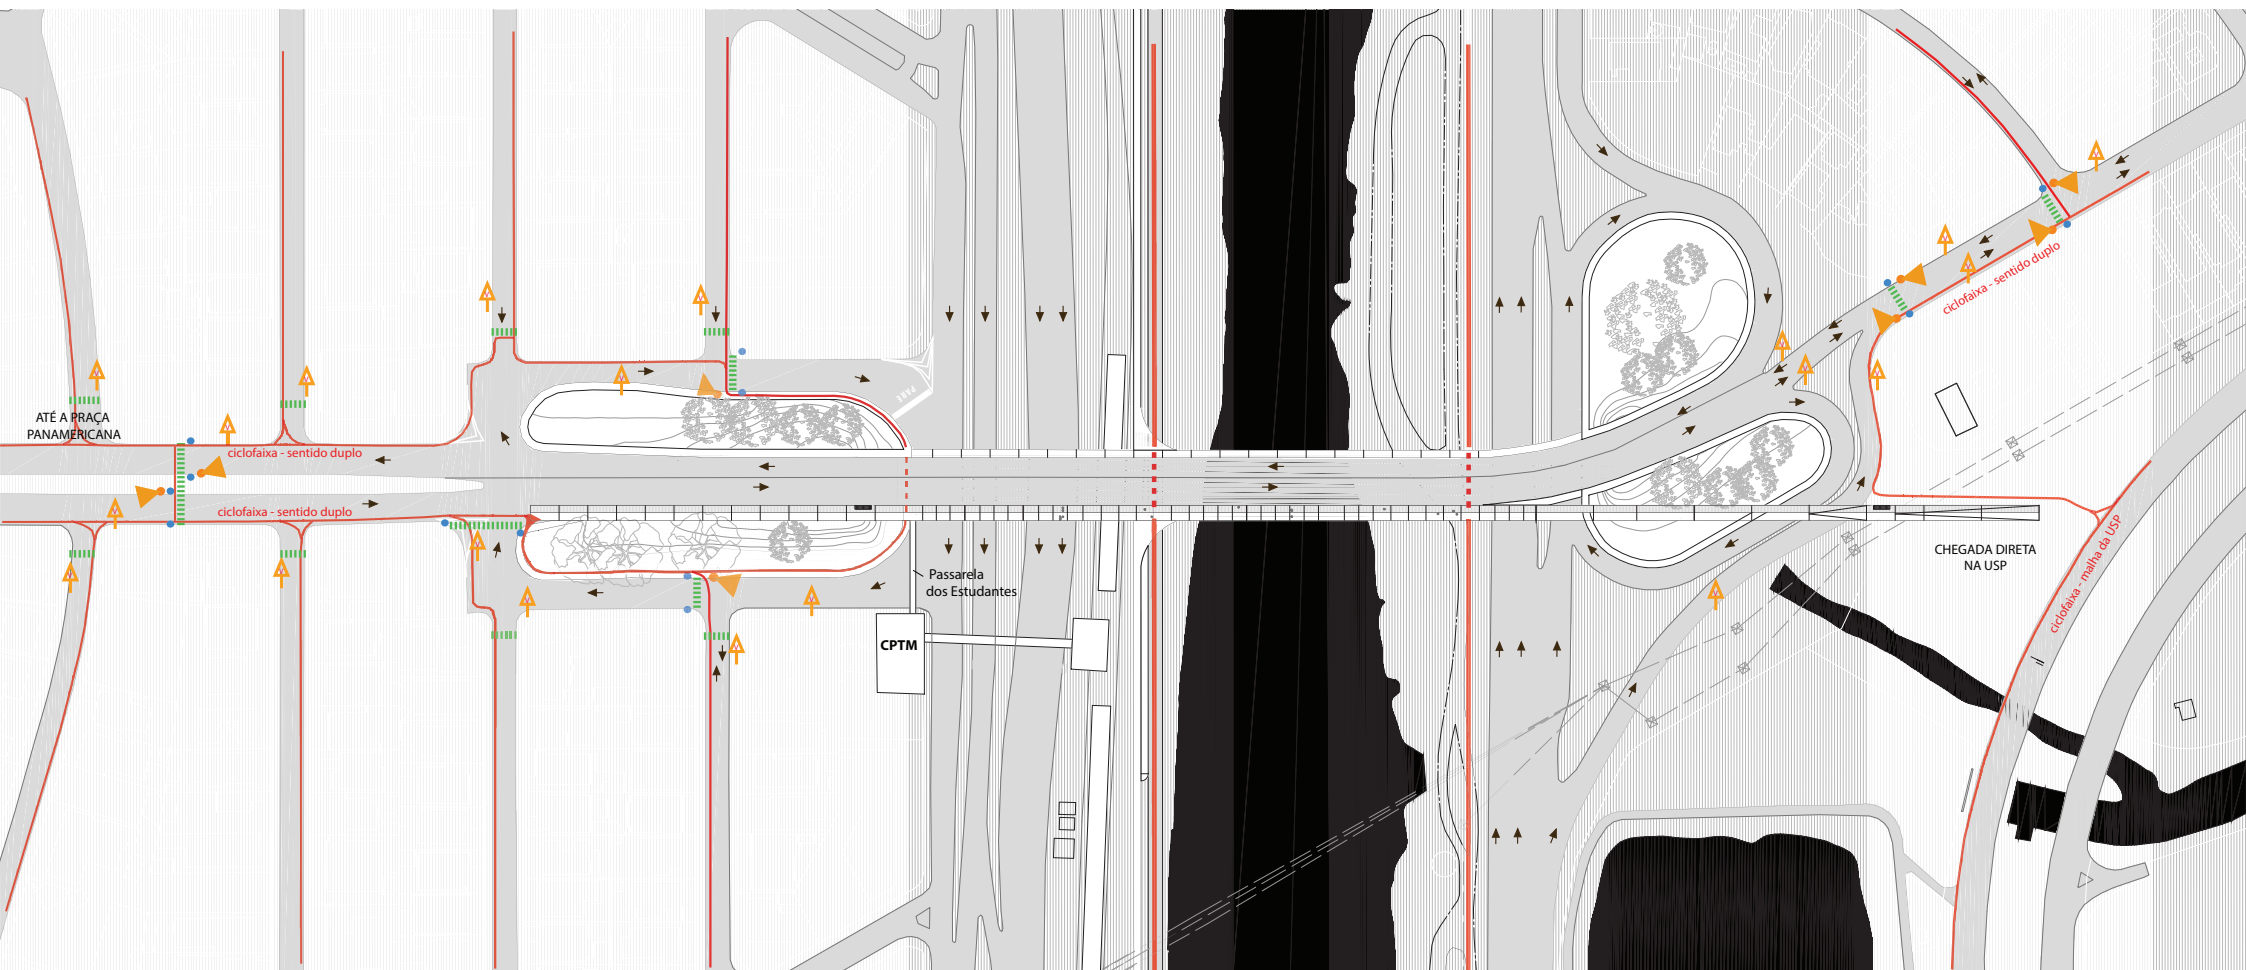 ATÉ A PRAÇA
PANAMERICANA
ciclofaixa - sentido duplo
ciclofaixa - sentido duplo
PARE
Passarela
dos Estudantes
CPTM
ciclofaixa - sentido duplo
CHEGADA DIRETA
NA USP
ciclofaixa - malha da USP